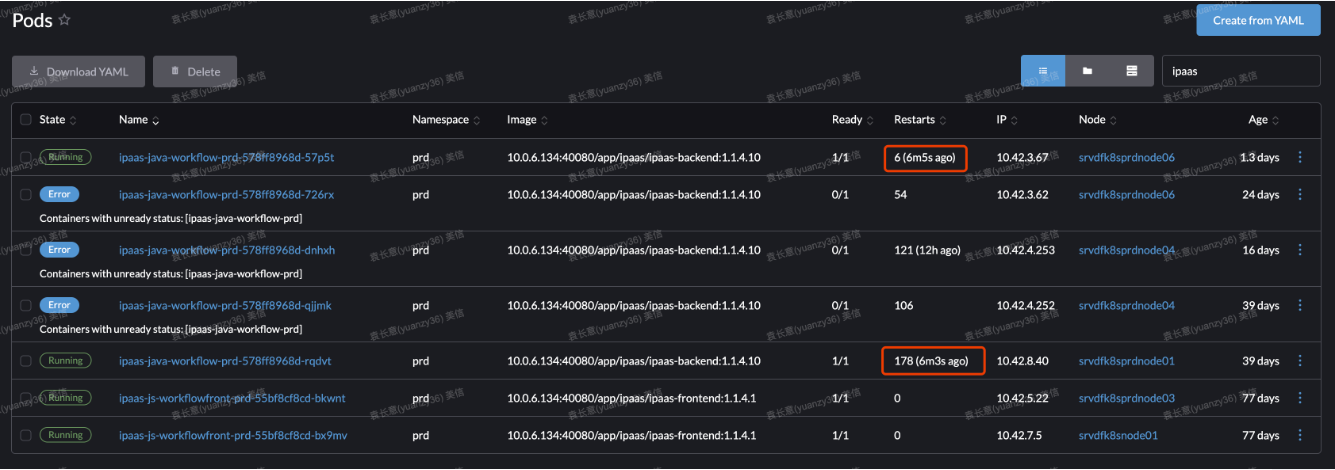 Pods
Create from YAML
Download YAML
Delete
ipaas
State Name Namespace Image Ready Restarts IP Node Age
Running ipaas-java-workflow-prd-578ff8968d-57p5t prd 10.0.6.134:40080/app/ipaas/ipaas-backend:1.1.4.10 1/1 6 (6m5s ago) 10.42.3.67 srvdfk8sprdnode06 1.3 days
Error ipaas-java-workflow-prd-578ff8968d-726rx prd 10.0.6.134:40080/app/ipaas/ipaas-backend:1.1.4.10 0/1 54 10.42.3.62 srvdfk8sprdnode06 24 days
Containers with unready status: [ipaas-java-workflow-prd]
Error ipaas-java-workflow-prd-578ff8968d-dnhxh prd 10.0.6.134:40080/app/ipaas/ipaas-backend:1.1.4.10 0/1 121 (12h ago) 10.42.4.253 srvdfk8sprdnode04 16 days
Containers with unready status: [ipaas-java-workflow-prd]
Error ipaas-java-workflow-prd-578ff8968d-qjjmk prd 10.0.6.134:40080/app/ipaas/ipaas-backend:1.1.4.10 0/1 106 10.42.4.252 srvdfk8sprdnode04 39 days
Containers with unready status: [ipaas-java-workflow-prd]
Running ipaas-java-workflow-prd-578ff8968d-rqdvt prd 10.0.6.134:40080/app/ipaas/ipaas-backend:1.1.4.10 1/1 178 (6m3s ago) 10.42.8.40 srvdfk8sprdnode01 39 days
Running ipaas-js-workflowfront-prd-55bf8cf8cd-bkwnt prd 10.0.6.134:40080/app/ipaas/ipaas-frontend:1.1.4.1 1/1 0 10.42.5.22 srvdfk8sprdnode03 77 days
Running ipaas-js-workflowfront-prd-55bf8cf8cd-bx9mv prd 10.0.6.134:40080/app/ipaas/ipaas-frontend:1.1.4.1 1/1 0 10.42.7.5 srvdfk8snode01 77 days
袁长意(yuanzy36) 美信